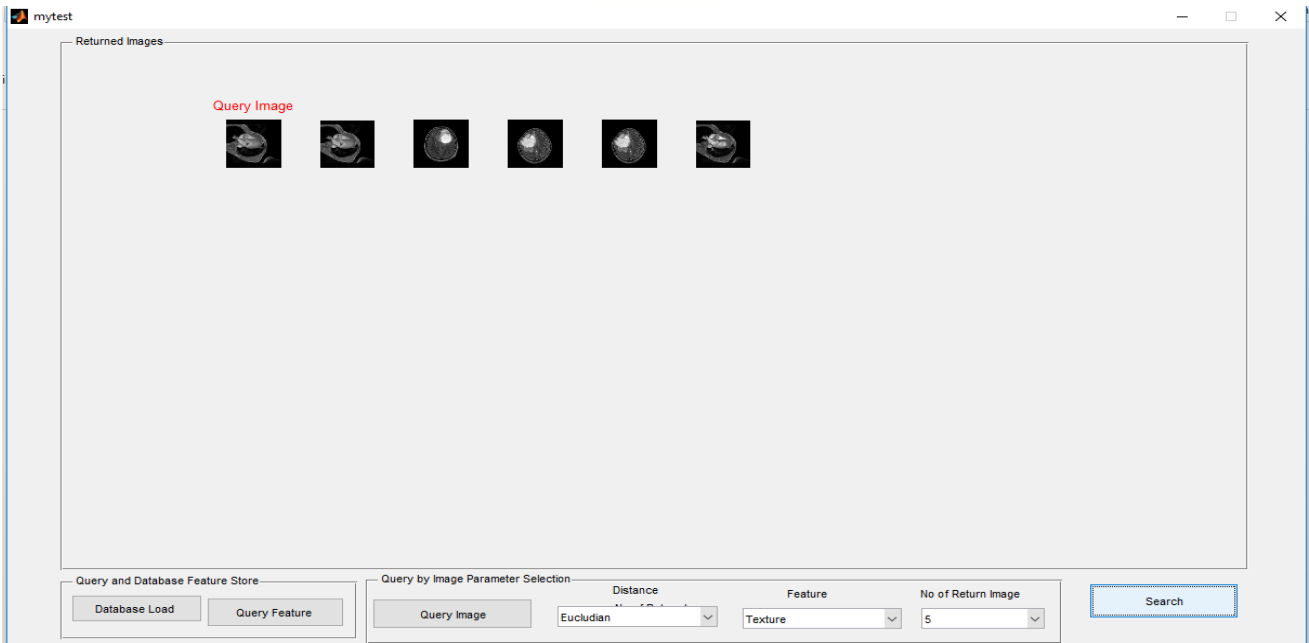 mytest
Returned Images
Query Image
Query and Database Feature Store
Database Load
Query Feature
Query by Image Parameter Selection
Query Image
Distance
Eucludian
Feature
Texture
No of Return Image
5
Search